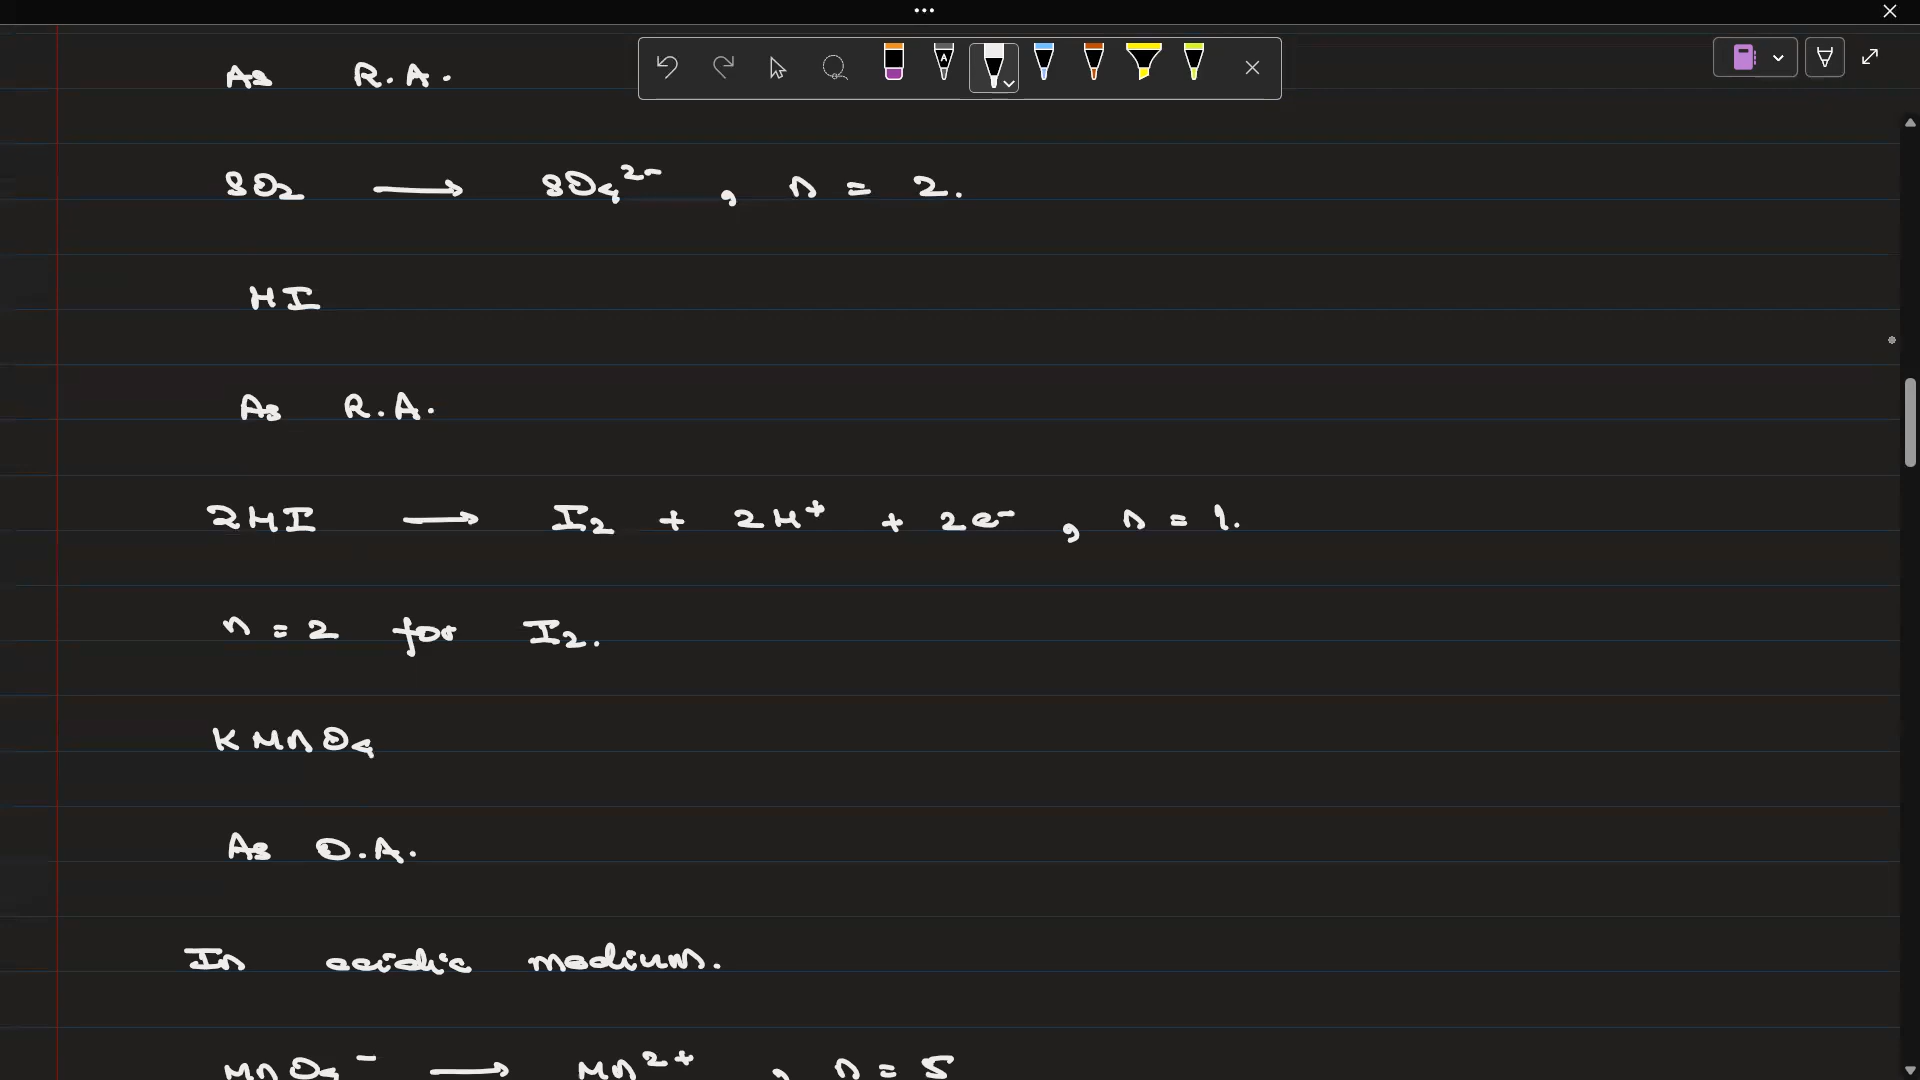 As R.A.
SO₂ ⟶ SO₄²⁻ , n = 2.
HI
As R.A.
2HI ⟶ I₂ + 2H⁺ + 2e⁻ , n = 1.
n = 2 for I₂.
KMnO₄
As O.A.
In acidic medium.
MnO₄⁻ ⟶ Mn²⁺ , n = 5